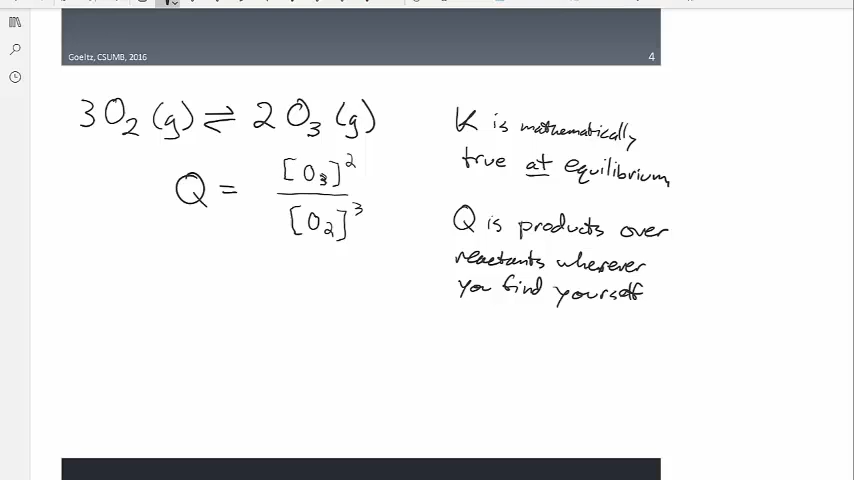 Goeltz, CSUMB, 2016
4
3O₂ (g) ⇌ 2O₃ (g)
Q = [O₃]² / [O₂]³
K is mathematically
true at equilibrium,
Q is products over
reactants wherever
you find yourself